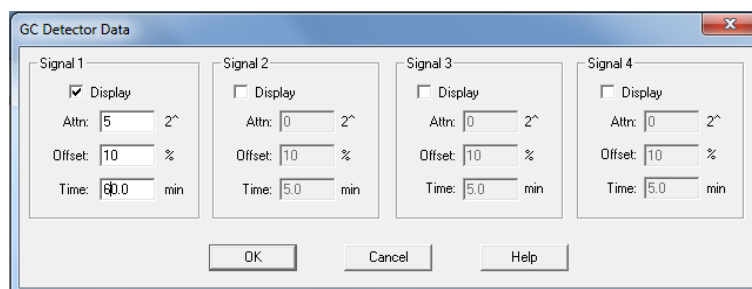 GC Detector Data
Signal 1 Signal 2 Signal 3 Signal 4
Display Display Display Display
Attn: 5 2^ Attn: 0 2^ Attn: 0 2^ Attn: 0 2^
Offset: 10 % Offset: 10 % Offset: 10 % Offset: 10 %
Time: 60.0 min Time: 5.0 min Time: 5.0 min Time: 5.0 min
OK Cancel Help